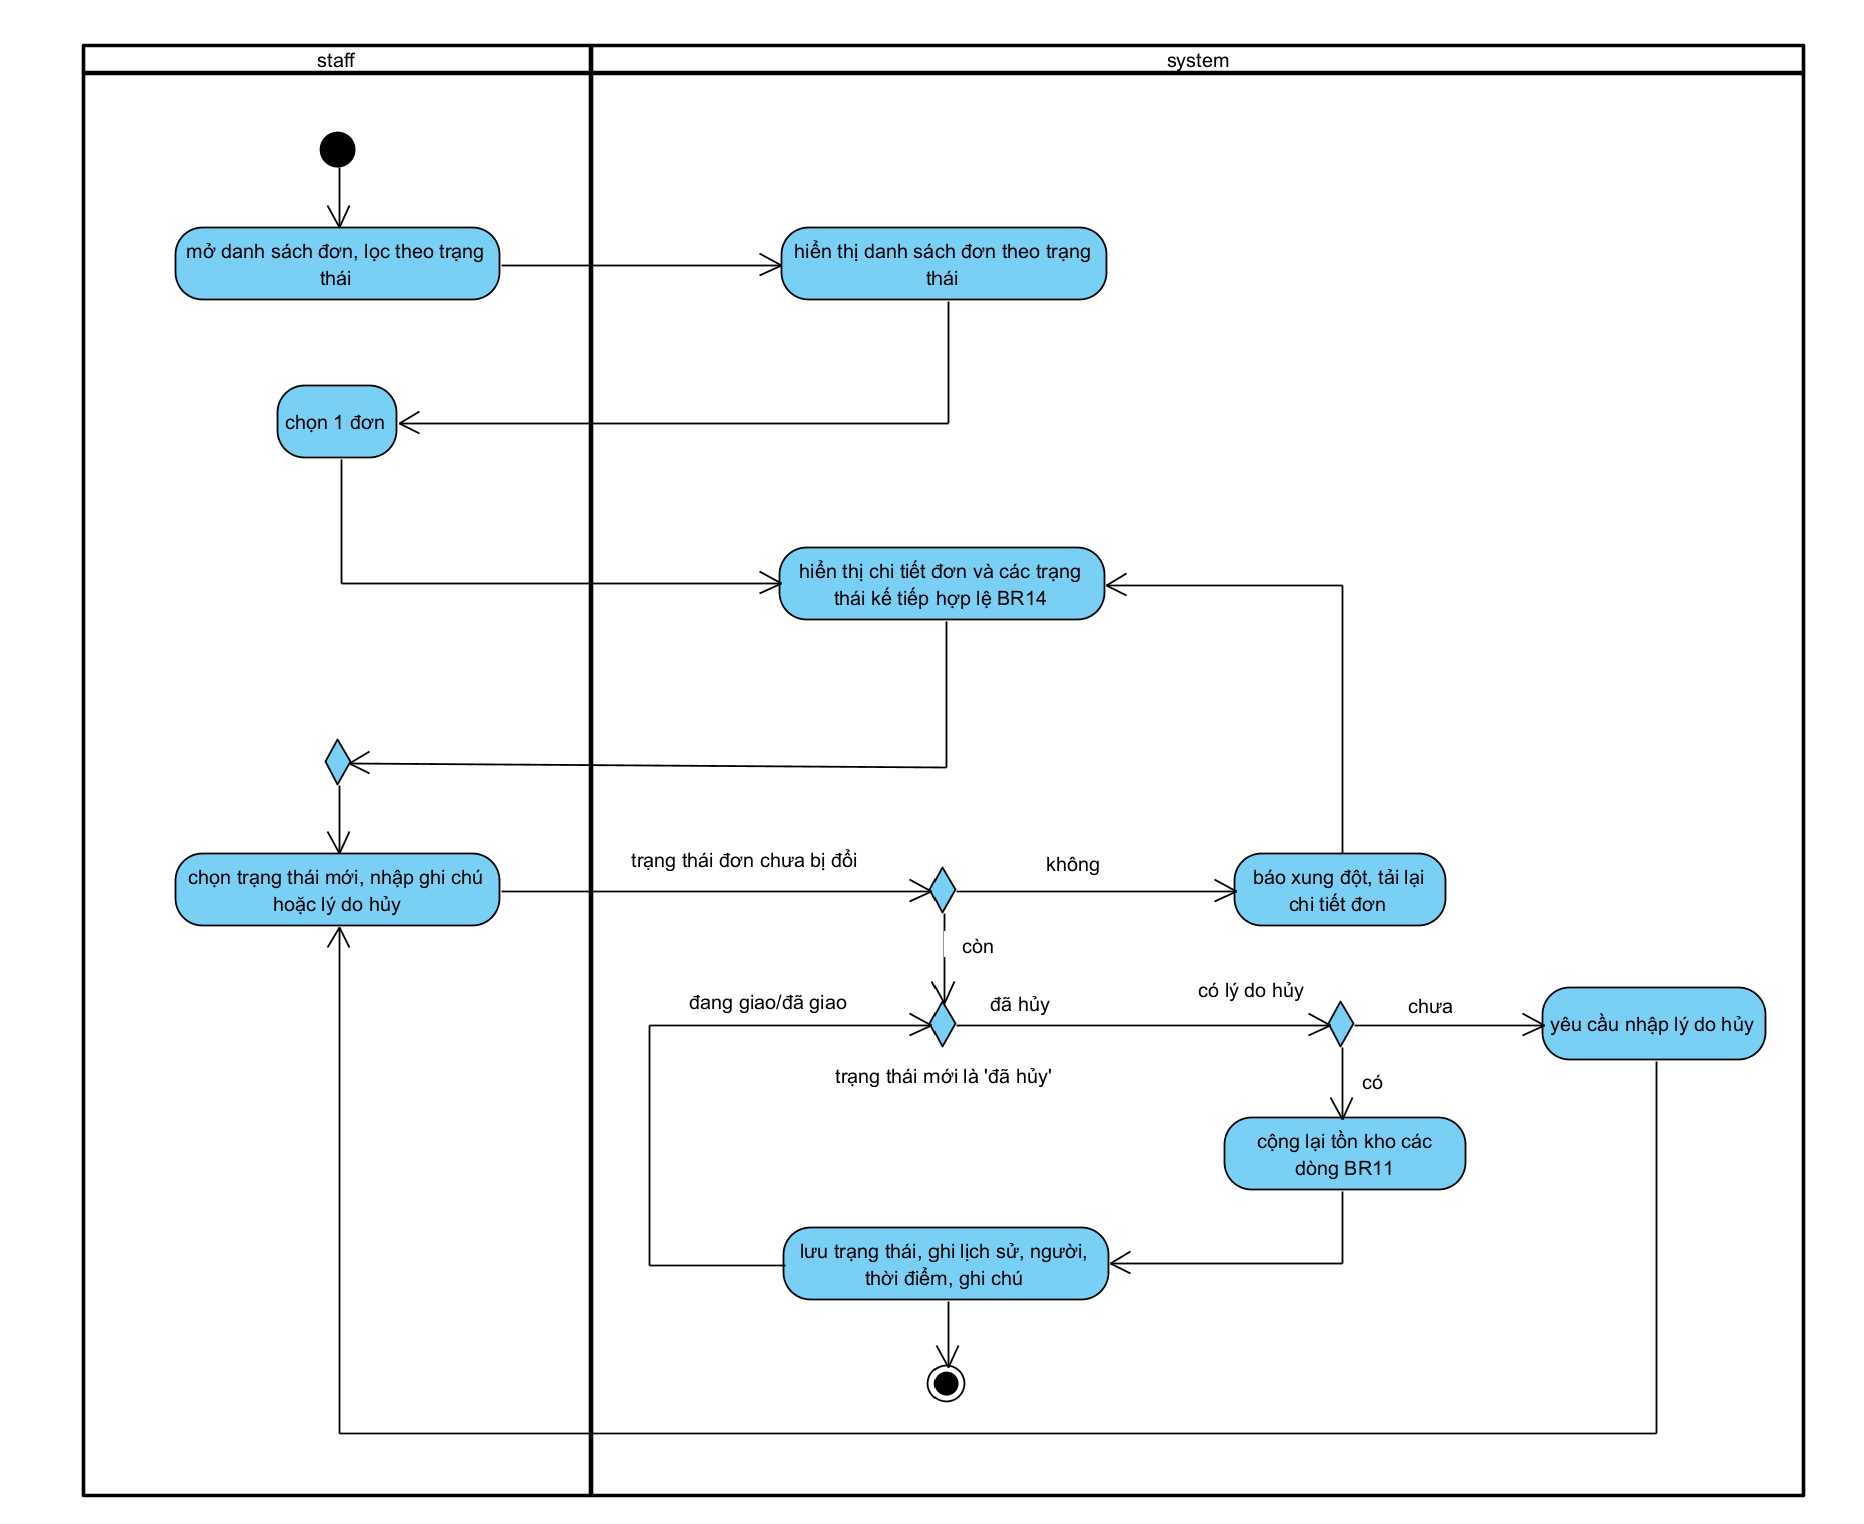 staff
system
mở danh sách đơn, lọc theo trạng
thái
hiển thị danh sách đơn theo trạng
thái
chọn 1 đơn
hiển thị chi tiết đơn và các trạng
thái kế tiếp hợp lệ BR14
chọn trạng thái mới, nhập ghi chú
hoặc lý do hủy
trạng thái đơn chưa bị đổi
không
báo xung đột, tải lại
chi tiết đơn
còn
đang giao/đã giao
đã hủy
có lý do hủy
chưa
yêu cầu nhập lý do hủy
trạng thái mới là 'đã hủy'
có
cộng lại tồn kho các
dòng BR11
lưu trạng thái, ghi lịch sử, người,
thời điểm, ghi chú